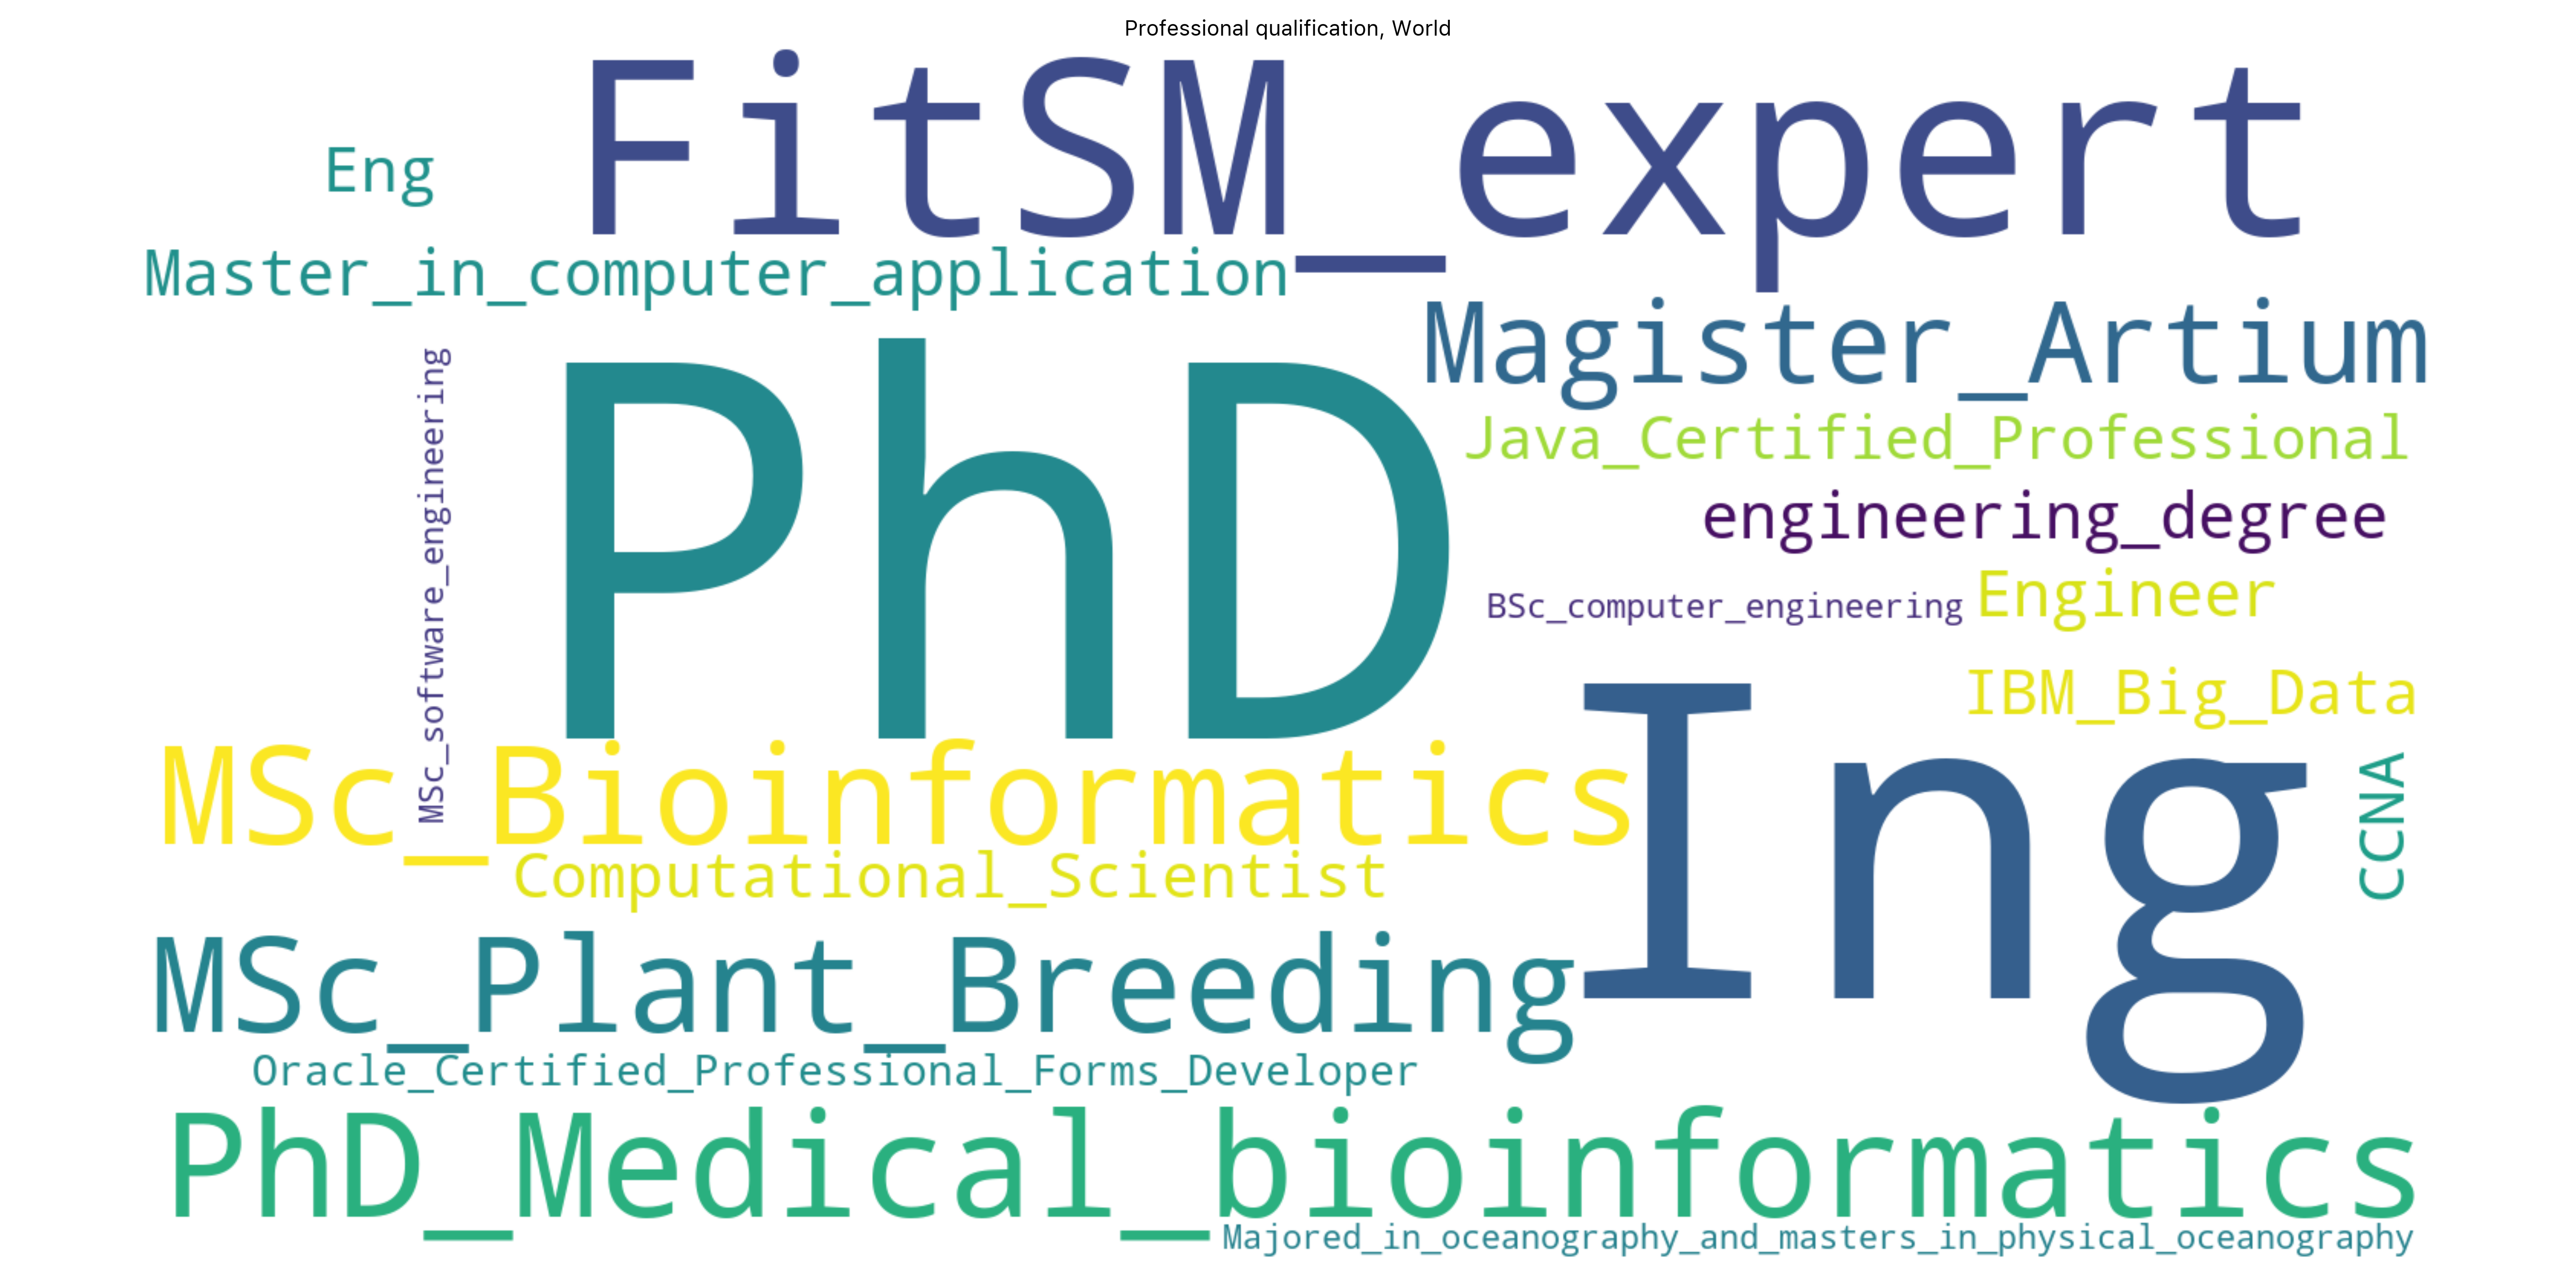 Professional qualification, World
FitSM_expert
Eng
Master_in_computer_application
Magister_Artium
PhD
Java_Certified_Professional
engineering_degree
MSc_software_engineering
BSc_computer_engineering
Engineer
IBM_Big_Data
Ing
CCNA
MSc_Bioinformatics
Computational_Scientist
MSc_Plant_Breeding
Oracle_Certified_Professional_Forms_Developer
PhD_Medical_bioinformatics
Majored_in_oceanography_and_masters_in_physical_oceanography